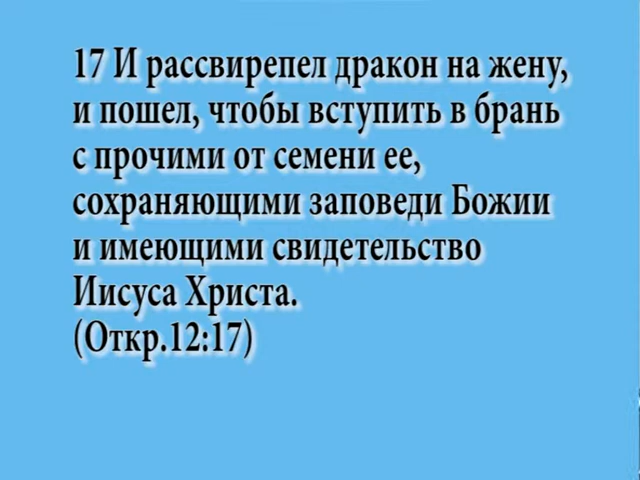 17 И рассвирепел дракон на жену,
и пошел, чтобы вступить в брань
с прочими от семени ее,
сохраняющими заповеди Божии
и имеющими свидетельство
Иисуса Христа.
(Откр.12:17)